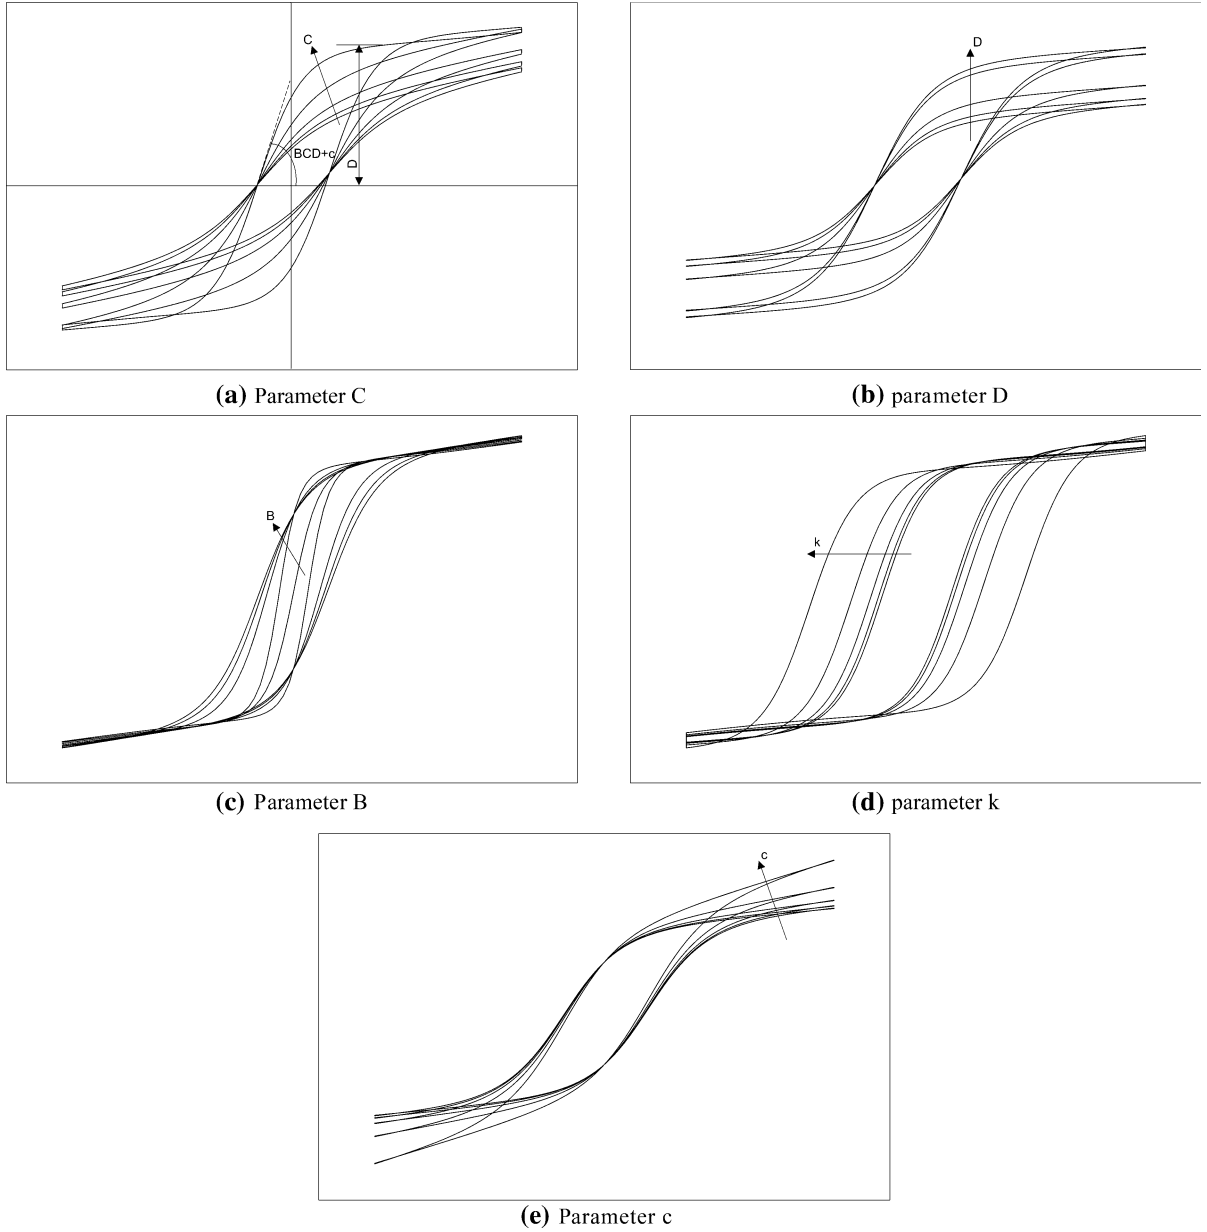 C
BCD+c
D
(a) Parameter C
D
(b) parameter D
B
(c) Parameter B
k
(d) parameter k
c
(e) Parameter c